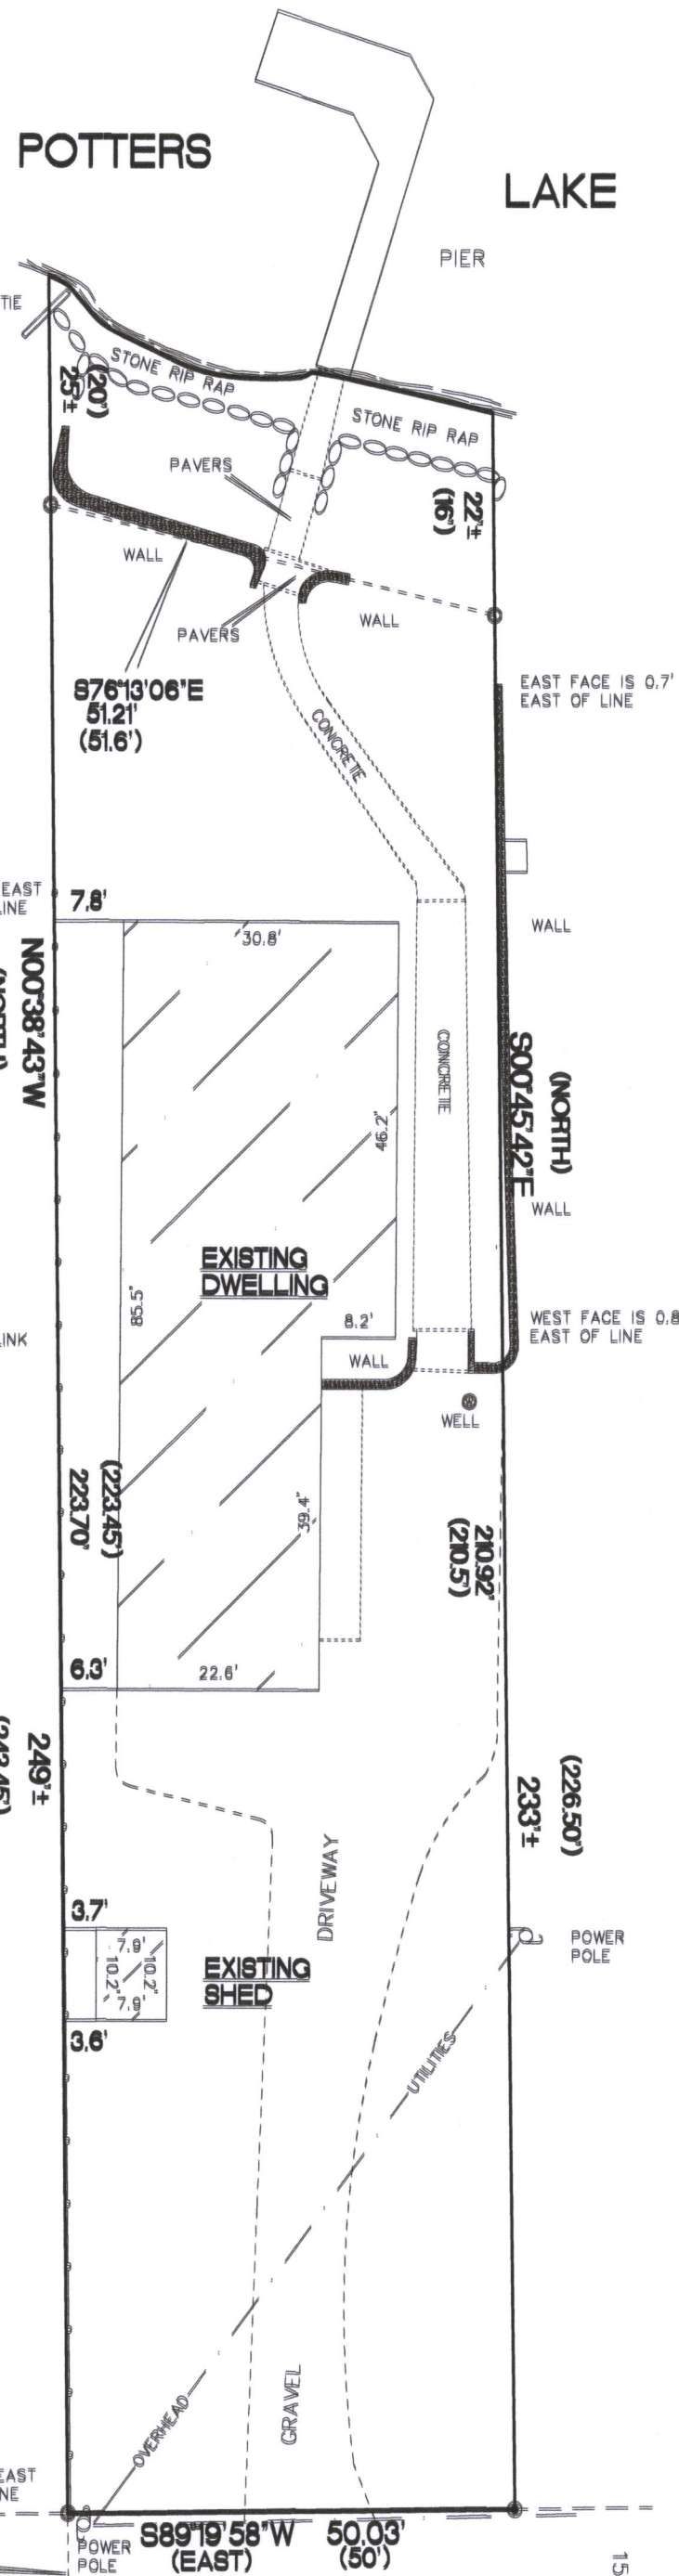 POTTERS
LAKE
PIER
TIE
STONE RIP RAP
(20')
25'±
STONE RIP RAP
PAVERS
22'±
(16')
WALL
WALL
PAVERS
S76°13'06"E
51.21'
(51.6')
EAST FACE IS 0.7'
EAST OF LINE
CONCRETE
EAST
LINE
7.8'
30.8'
WALL
N00°38'43"W
CONCRETE
(NORTH)
S00°45'42"E
46.2'
WALL
EXISTING
DWELLING
85.5'
8.2'
WEST FACE IS 0.8
EAST OF LINE
LINK
WALL
WELL
(223.45')
223.70'
39.4'
210.92'
(210.5')
6.3'
22.6'
249'±
(226.50')
233'±
DRIVEWAY
3.7'
7.9'
10.2'
10.2'
7.9'
EXISTING
SHED
POWER
POLE
3.6'
UTILITIES
OVERHEAD
GRAVEL
EAST
NE
POWER
POLE
S89°19'58"W 50.03'
(EAST) (50')
15